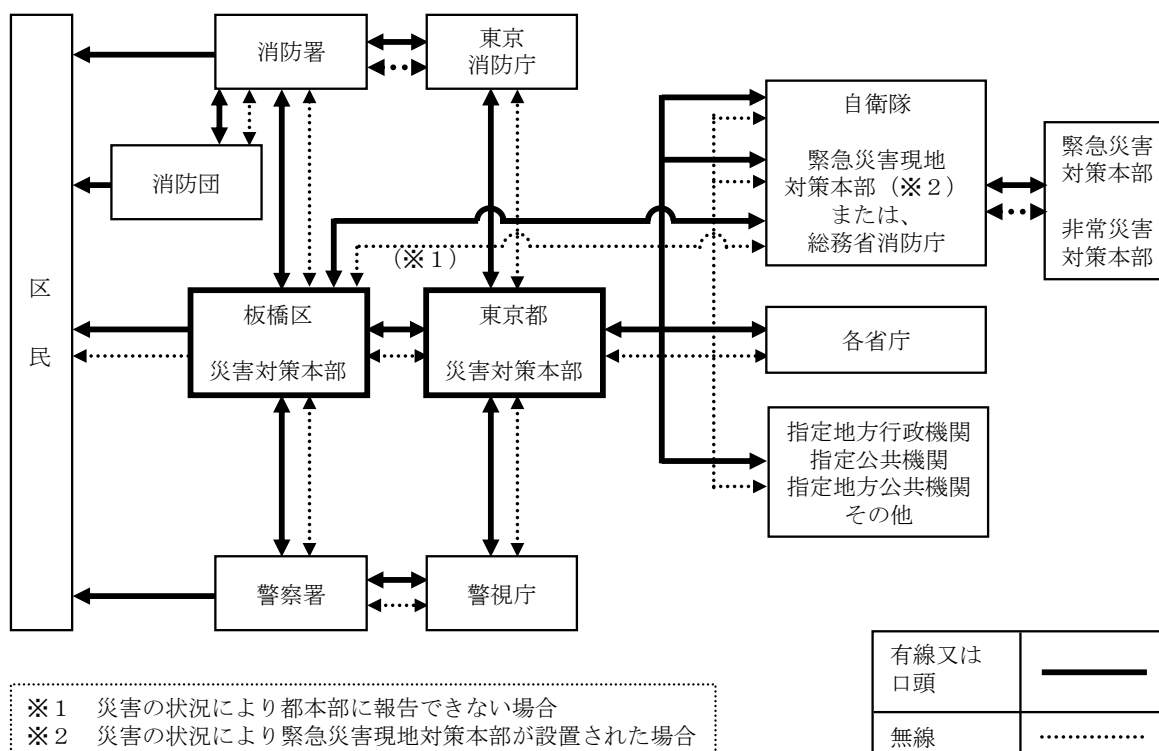 消防署
東京
消防庁
消防団
自衛隊
緊急災害現地
対策本部（※２）
または、
総務省消防庁
緊急災害
対策本部
非常災害
対策本部
（※１）
区
民
板橋区
災害対策本部
東京都
災害対策本部
各省庁
指定地方行政機関
指定公共機関
指定地方公共機関
その他
警察署
警視庁
有線又は
口頭
無線
※１　災害の状況により都本部に報告できない場合
※２　災害の状況により緊急災害現地対策本部が設置された場合